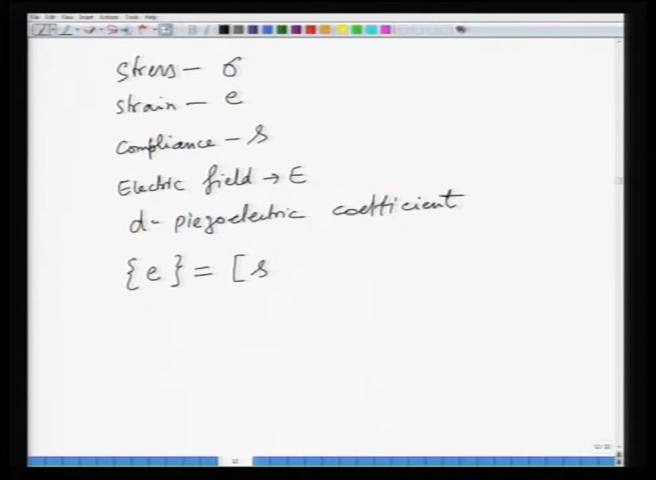 Stress - σ
Strain - e
Compliance - s
Electric field → E
d- piezoelectric coefficient
{e} = [s